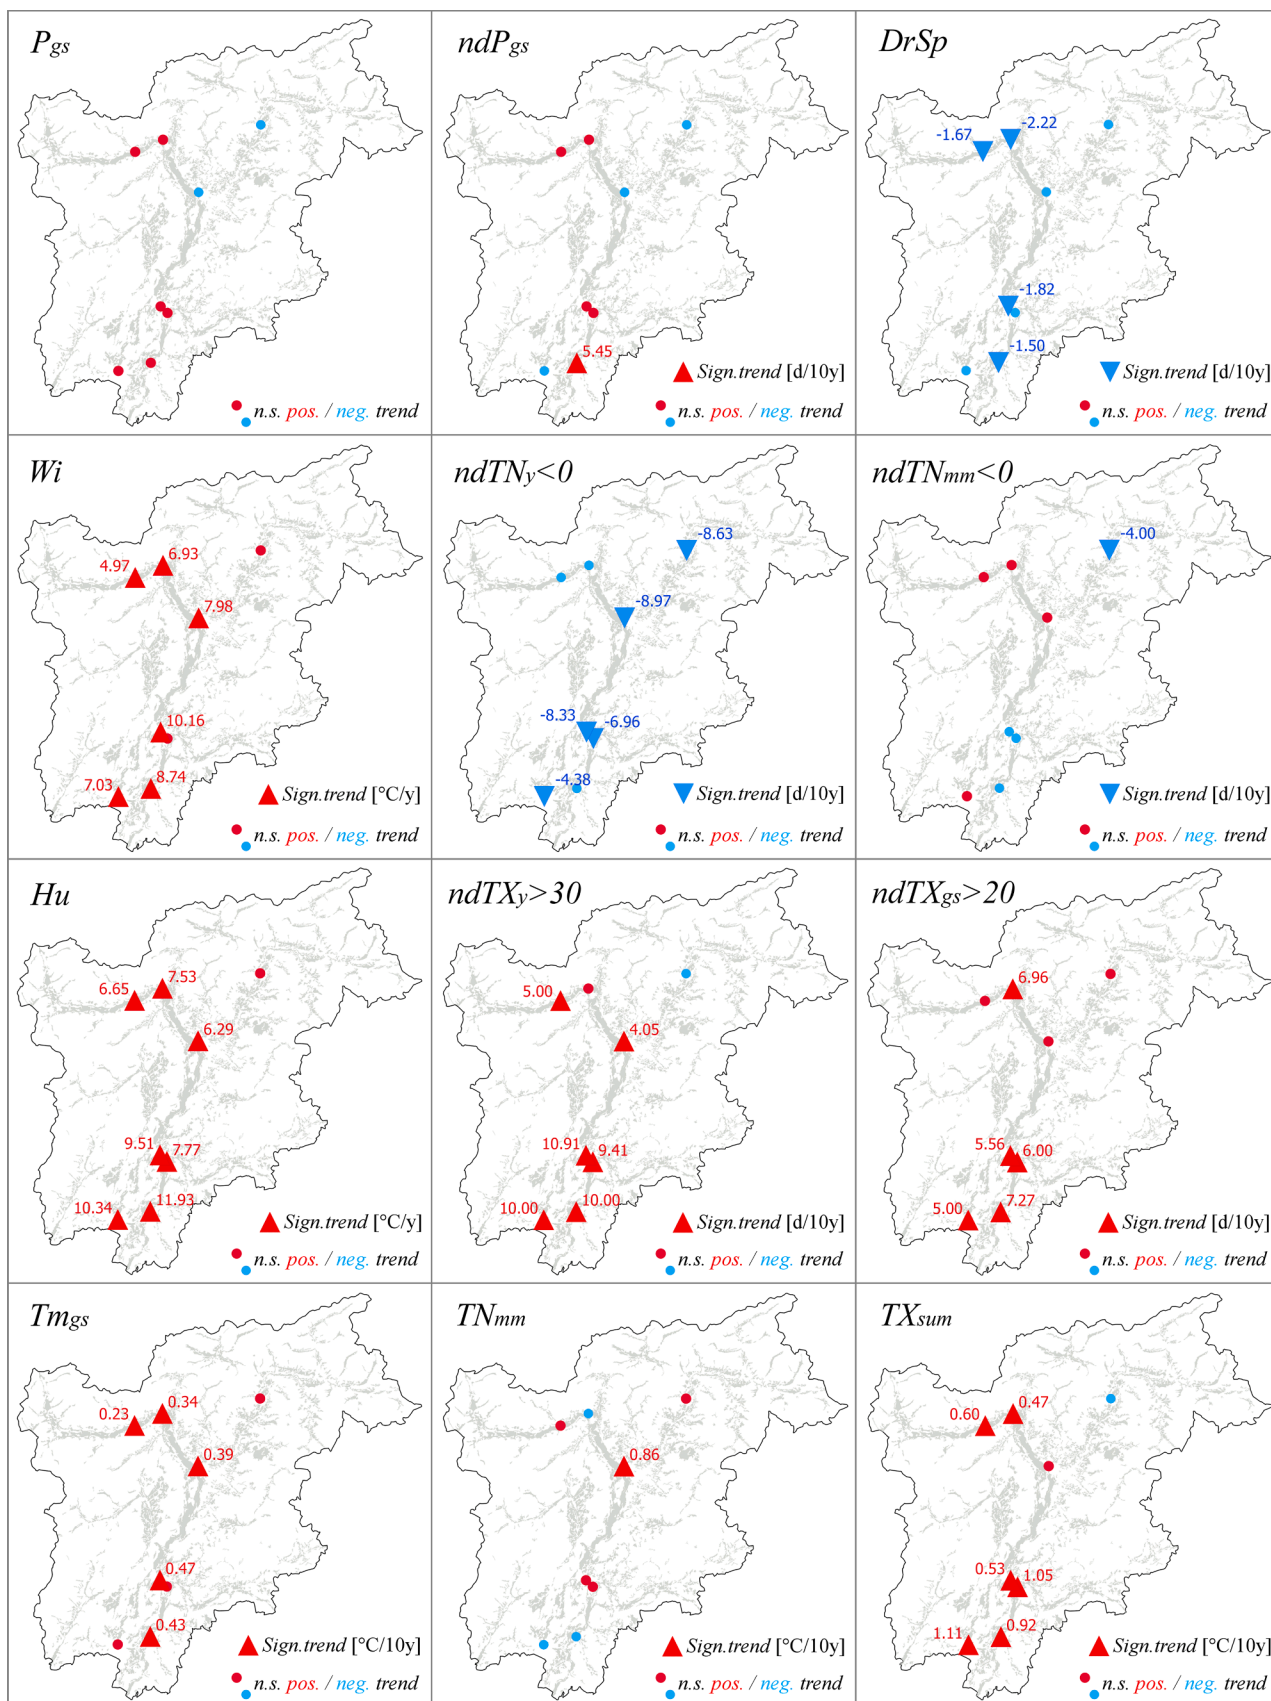 Pgs
n.s. pos. / neg. trend
ndPgs
5.45
Sign.trend [d/10y]
n.s. pos. / neg. trend
DrSp
-1.67
-2.22
-1.82
-1.50
Sign.trend [d/10y]
n.s. pos. / neg. trend
Wi
4.97
6.93
7.98
10.16
7.03
8.74
Sign.trend [°C/y]
n.s. pos. / neg. trend
ndTNy<0
-8.63
-8.97
-8.33
-6.96
-4.38
Sign.trend [d/10y]
n.s. pos. / neg. trend
ndTNmm<0
-4.00
Sign.trend [d/10y]
n.s. pos. / neg. trend
Hu
6.65
7.53
6.29
9.51
7.77
10.34
11.93
Sign.trend [°C/y]
n.s. pos. / neg. trend
ndTXy>30
5.00
4.05
10.91
9.41
10.00
10.00
Sign.trend [d/10y]
n.s. pos. / neg. trend
ndTXgs>20
6.96
5.56
6.00
5.00
7.27
Sign.trend [d/10y]
n.s. pos. / neg. trend
Tmgs
0.23
0.34
0.39
0.47
0.43
Sign.trend [°C/10y]
n.s. pos. / neg. trend
TNmm
0.86
Sign.trend [°C/10y]
n.s. pos. / neg. trend
TXsum
0.60
0.47
0.53
1.05
1.11
0.92
Sign.trend [°C/10y]
n.s. pos. / neg. trend